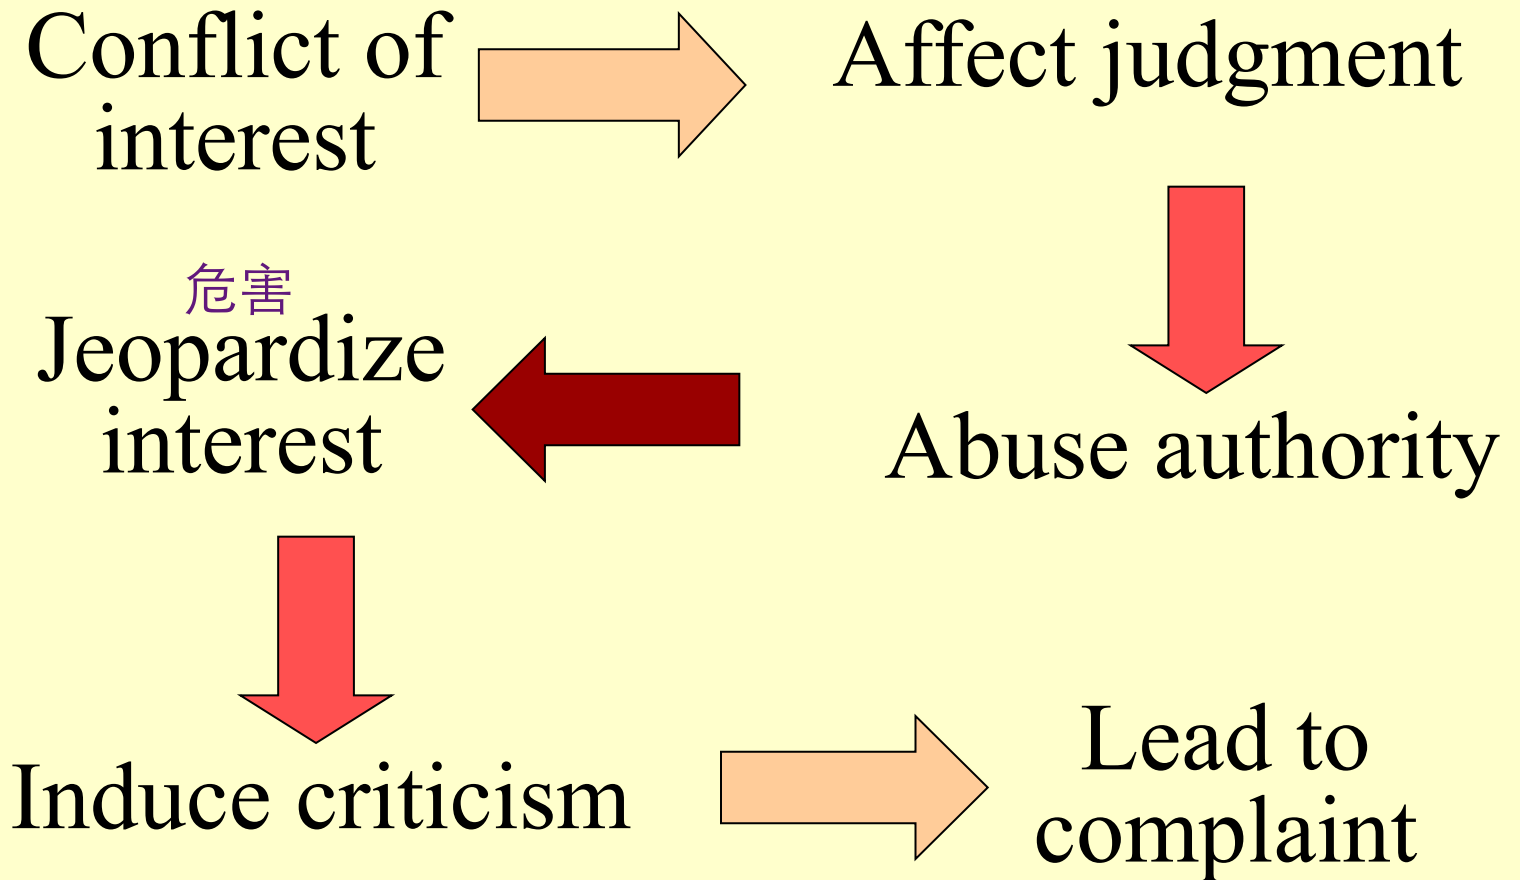 Conflict of
interest
Affect judgment
Abuse authority
危害
Jeopardize
interest
Induce criticism
Lead to
complaint